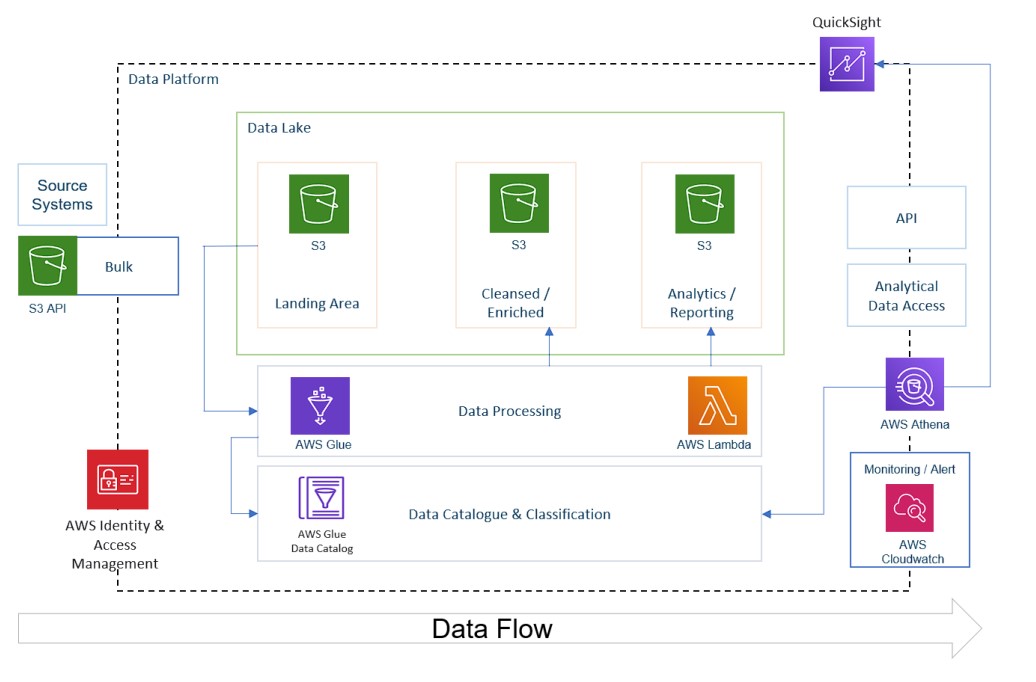 QuickSight
Data Platform
Data Lake
Source
Systems
S3
Landing Area
S3
Cleansed /
Enriched
S3
Analytics /
Reporting
API
Bulk
S3 API
Analytical
Data Access
AWS Glue
Data Processing
AWS Lambda
AWS Athena
AWS Identity &
Access
Management
AWS Glue
Data Catalog
Data Catalogue & Classification
Monitoring / Alert
AWS
Cloudwatch
Data Flow